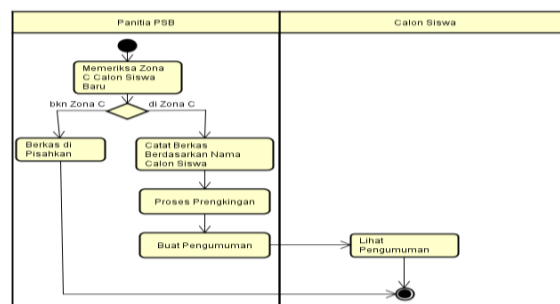 Panitia PSB
Calon Siswa
Memeriksa Zona
C Calon Siswa
Baru
bkn Zona C
di Zona C
Berkas di
Pisahkan
Catat Berkas
Berdasarkan Nama
Calon Siswa
Proses Prengkingan
Buat Pengumuman
Lihat
Pengumuman